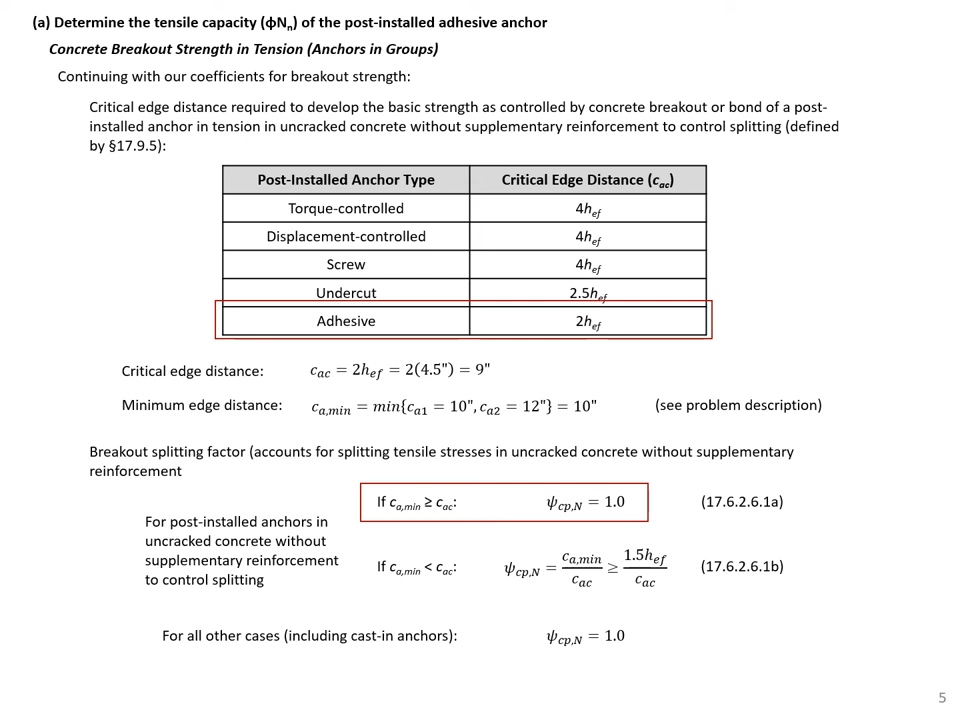 (a) Determine the tensile capacity (ϕNn) of the post-installed adhesive anchor
Concrete Breakout Strength in Tension (Anchors in Groups)
Continuing with our coefficients for breakout strength:
Critical edge distance required to develop the basic strength as controlled by concrete breakout or bond of a post-
installed anchor in tension in uncracked concrete without supplementary reinforcement to control splitting (defined
by §17.9.5):
Post-Installed Anchor Type Critical Edge Distance (cac)
Torque-controlled 4hef
Displacement-controlled 4hef
Screw 4hef
Undercut 2.5hef
Adhesive 2hef
Critical edge distance: cac = 2hef = 2(4.5") = 9"
Minimum edge distance: ca,min = min{ca1 = 10", ca2 = 12"} = 10" (see problem description)
Breakout splitting factor (accounts for splitting tensile stresses in uncracked concrete without supplementary
reinforcement
If ca,min ≥ cac: ψcp,N = 1.0 (17.6.2.6.1a)
For post-installed anchors in
uncracked concrete without
supplementary reinforcement
to control splitting
If ca,min < cac: ψcp,N = ca,min/cac ≥ 1.5hef/cac (17.6.2.6.1b)
For all other cases (including cast-in anchors): ψcp,N = 1.0
5